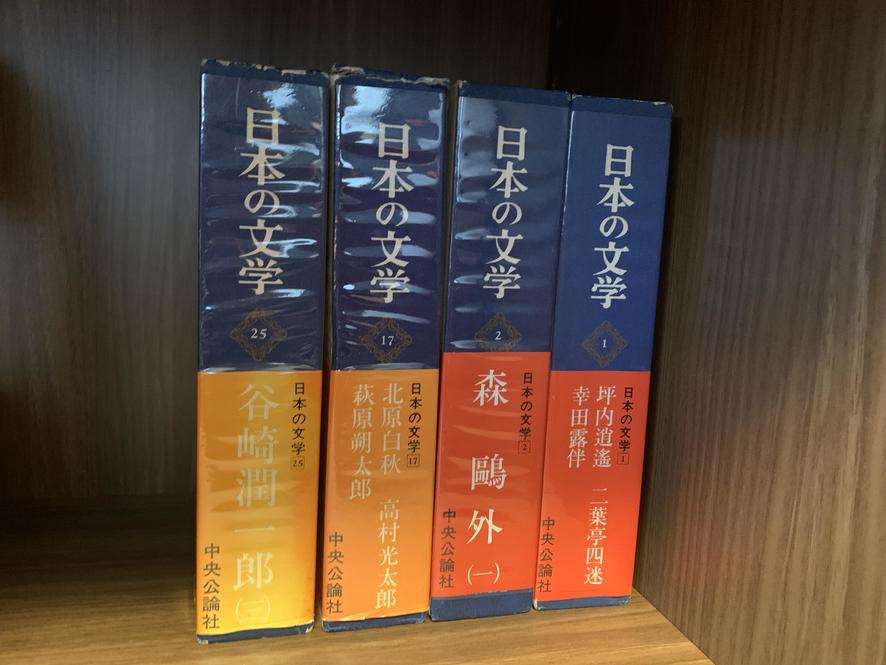 日本の文学
1
日本の文学 1
坪内逍遙 二葉亭四迷
幸田露伴
中央公論社
日本の文学
2
日本の文学 2
森 鷗外 (一)
中央公論社
日本の文学
17
日本の文学 17
北原白秋 高村光太郎
萩原朔太郎
中央公論社
日本の文学
25
日本の文学 25
谷崎潤一郎 (三)
中央公論社